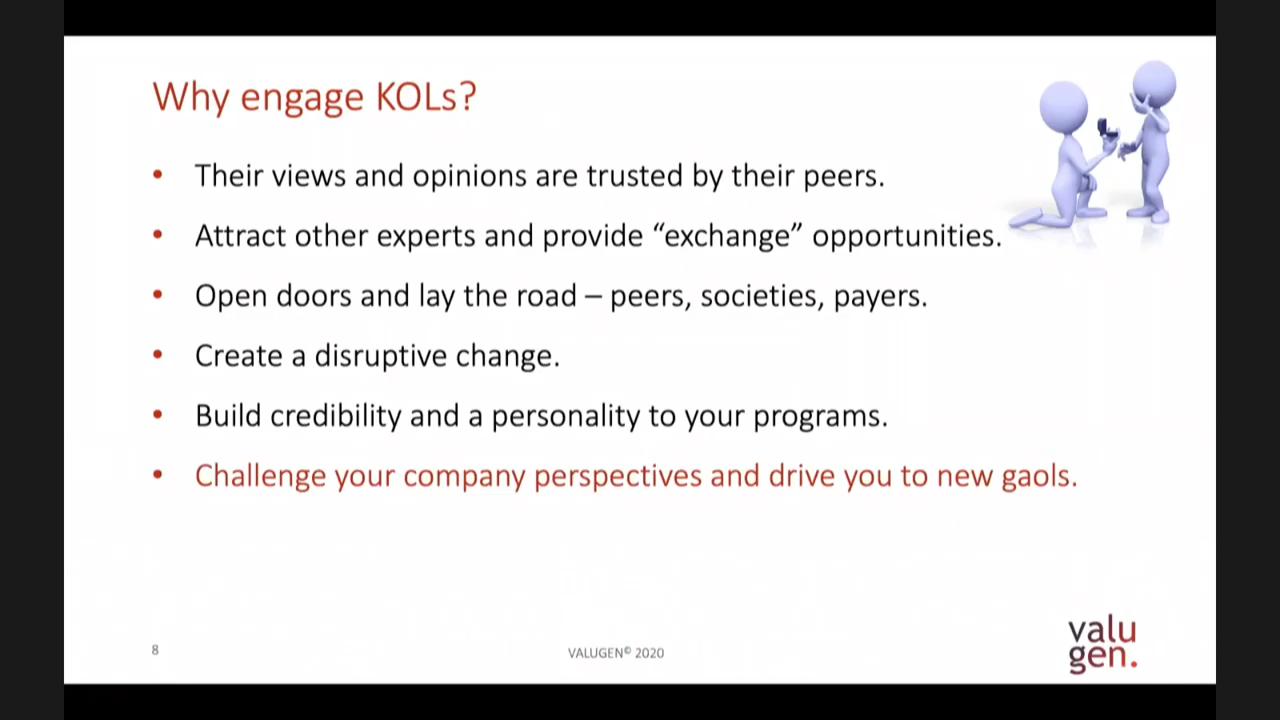 Why engage KOLs?
• Their views and opinions are trusted by their peers.
• Attract other experts and provide “exchange” opportunities.
• Open doors and lay the road – peers, societies, payers.
• Create a disruptive change.
• Build credibility and a personality to your programs.
• Challenge your company perspectives and drive you to new gaols.
8
VALUGEN© 2020
valu
gen.